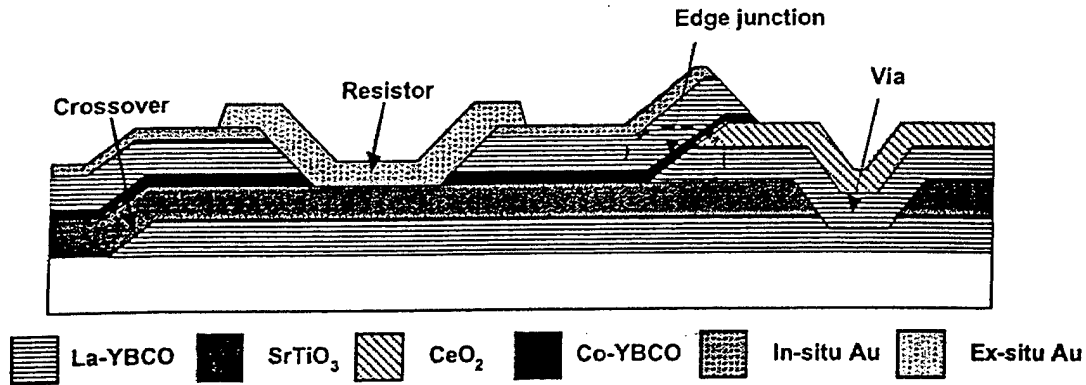 Edge junction
Via
Resistor
Crossover
La-YBCO SrTiO₃ CeO₂ Co-YBCO In-situ Au Ex-situ Au